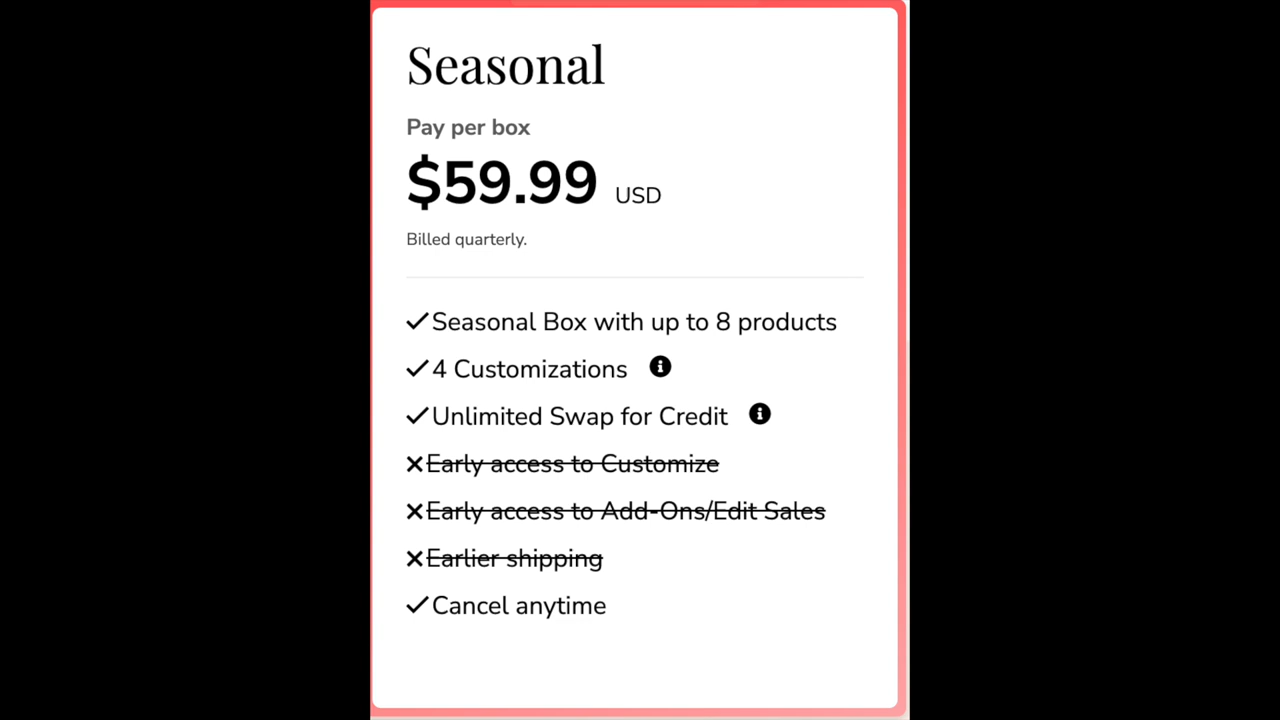 Seasonal
Pay per box
$59.99 USD
Billed quarterly.
Seasonal Box with up to 8 products
4 Customizations
Unlimited Swap for Credit
Early access to Customize
Early access to Add-Ons/Edit Sales
Earlier shipping
Cancel anytime